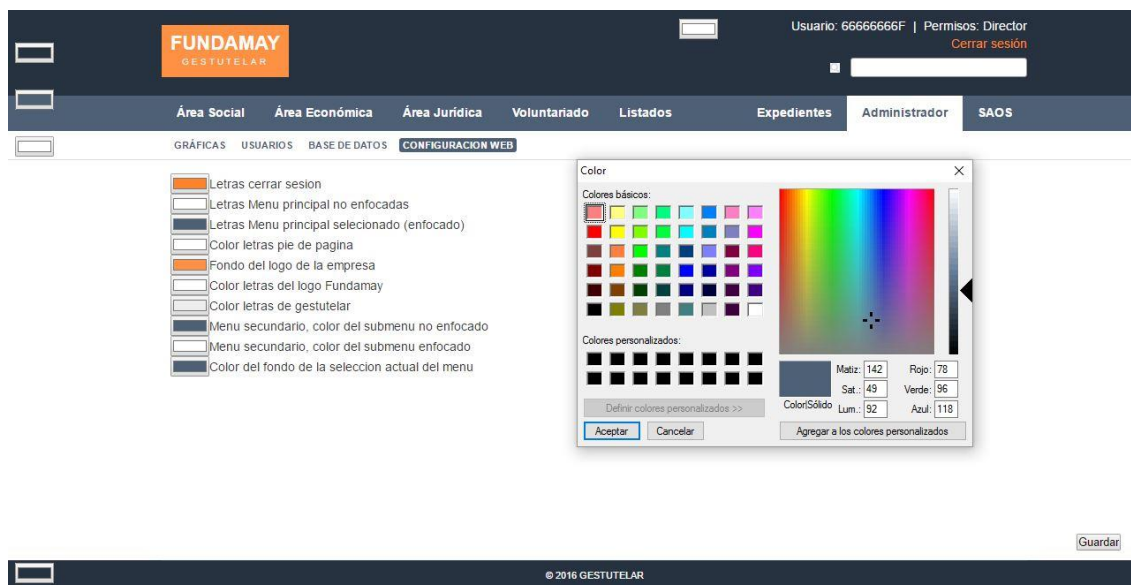 FUNDAMAY
GESTUTELAR
Usuario: 66666666F | Permisos: Director
Cerrar sesión
Área Social Área Económica Área Jurídica Voluntariado Listados Expedientes Administrador SAOS
GRÁFICAS USUARIOS BASE DE DATOS CONFIGURACION WEB
Letras cerrar sesion
Letras Menu principal no enfocadas
Letras Menu principal selecionado (enfocado)
Color letras pie de pagina
Fondo del logo de la empresa
Color letras del logo Fundamay
Color letras de gestutelar
Menu secundario, color del submenu no enfocado
Menu secundario, color del submenu enfocado
Color del fondo de la seleccion actual del menu
Color
Colores básicos:
Colores personalizados:
Definir colores personalizados >>
Aceptar Cancelar
Color|Sólido
Matiz: 142 Rojo: 78
Sat.: 49 Verde: 96
Lum.: 92 Azul: 118
Agregar a los colores personalizados
Guardar
© 2016 GESTUTELAR